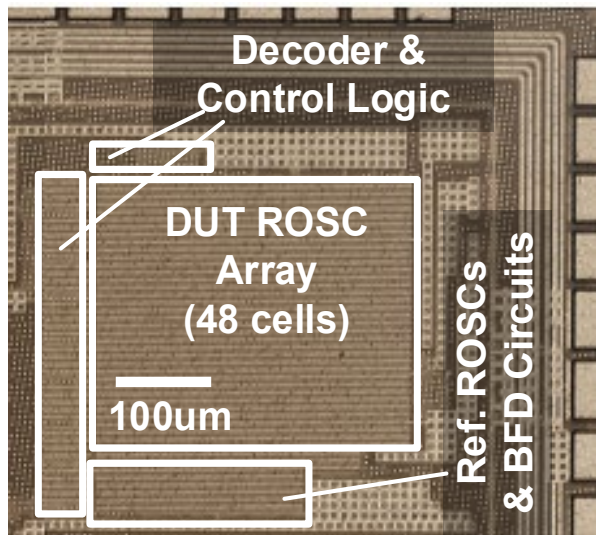 Decoder &
Control Logic
DUT ROSC
Array
(48 cells)
100um
Ref. ROSCs
& BFD Circuits